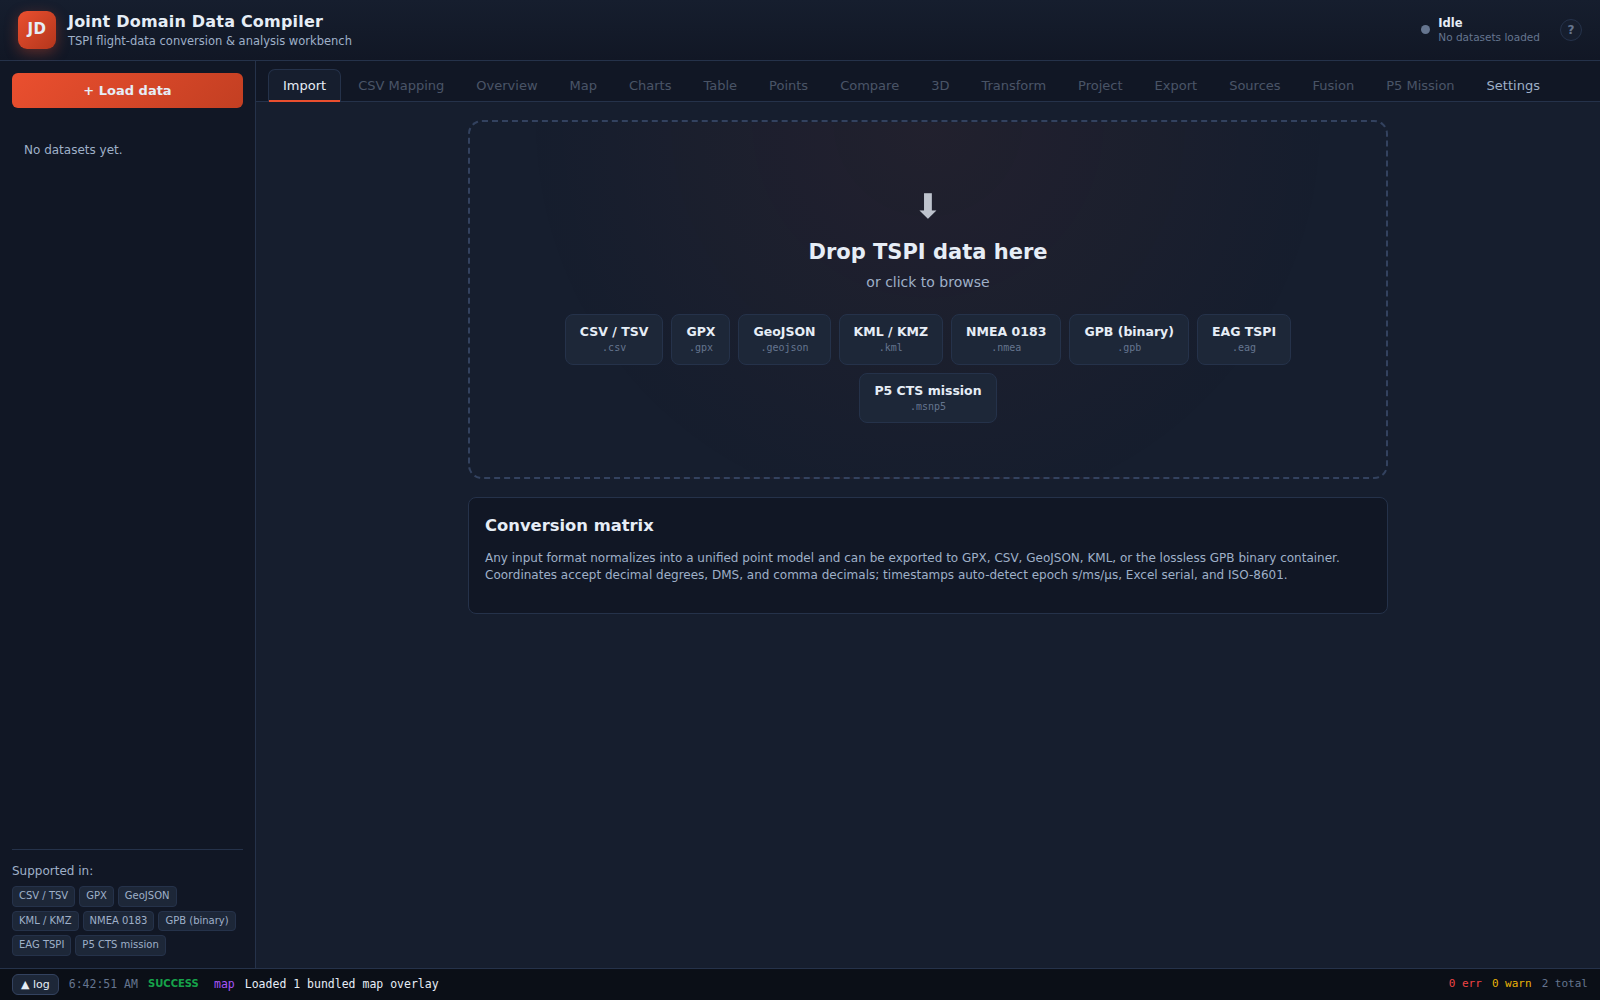 JD
Joint Domain Data Compiler
TSPI flight-data conversion & analysis workbench
Idle
No datasets loaded
?
+ Load data
No datasets yet.
Import CSV Mapping Overview Map Charts Table Points Compare 3D Transform Project Export Sources Fusion P5 Mission Settings
⬇
Drop TSPI data here
or click to browse
CSV / TSV
.csv
GPX
.gpx
GeoJSON
.geojson
KML / KMZ
.kml
NMEA 0183
.nmea
GPB (binary)
.gpb
EAG TSPI
.eag
P5 CTS mission
.msnp5
Conversion matrix
Any input format normalizes into a unified point model and can be exported to GPX, CSV, GeoJSON, KML, or the lossless GPB binary container.
Coordinates accept decimal degrees, DMS, and comma decimals; timestamps auto-detect epoch s/ms/µs, Excel serial, and ISO-8601.
Supported in:
CSV / TSV GPX GeoJSON
KML / KMZ NMEA 0183 GPB (binary)
EAG TSPI P5 CTS mission
▲ log 6:42:51 AM SUCCESS map Loaded 1 bundled map overlay 0 err 0 warn 2 total